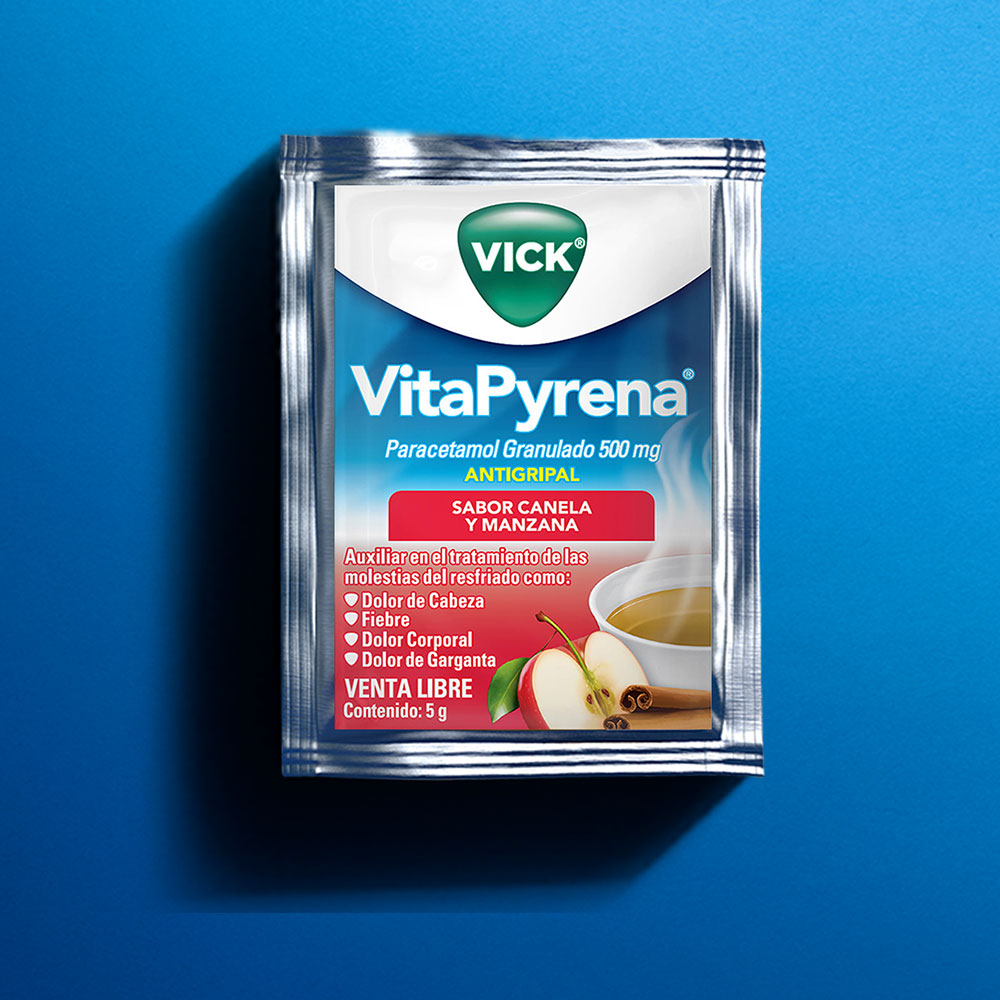 VICK®
VitaPyrena®
Paracetamol Granulado 500 mg
ANTIGRIPAL
SABOR CANELA
Y MANZANA
Auxiliar en el tratamiento de las
molestias del resfriado como:
Dolor de Cabeza
Fiebre
Dolor Corporal
Dolor de Garganta
VENTA LIBRE
Contenido: 5 g